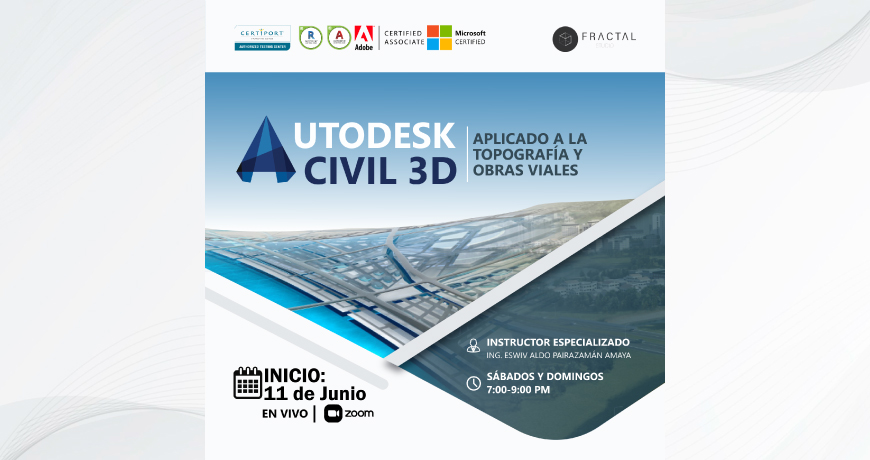 CERTIPORT
AUTHORIZED TESTING CENTER
R
A
Adobe
CERTIFIED
ASSOCIATE
Microsoft
CERTIFIED
FRACTAL
AUTODESK
CIVIL 3D
APLICADO A LA
TOPOGRAFÍA Y
OBRAS VIALES
INSTRUCTOR ESPECIALIZADO
ING. ESWIV ALDO PAIRAZAMÁN AMAYA
SÁBADOS Y DOMINGOS
7:00-9:00 PM
INICIO:
11 de Junio
EN VIVO | zoom